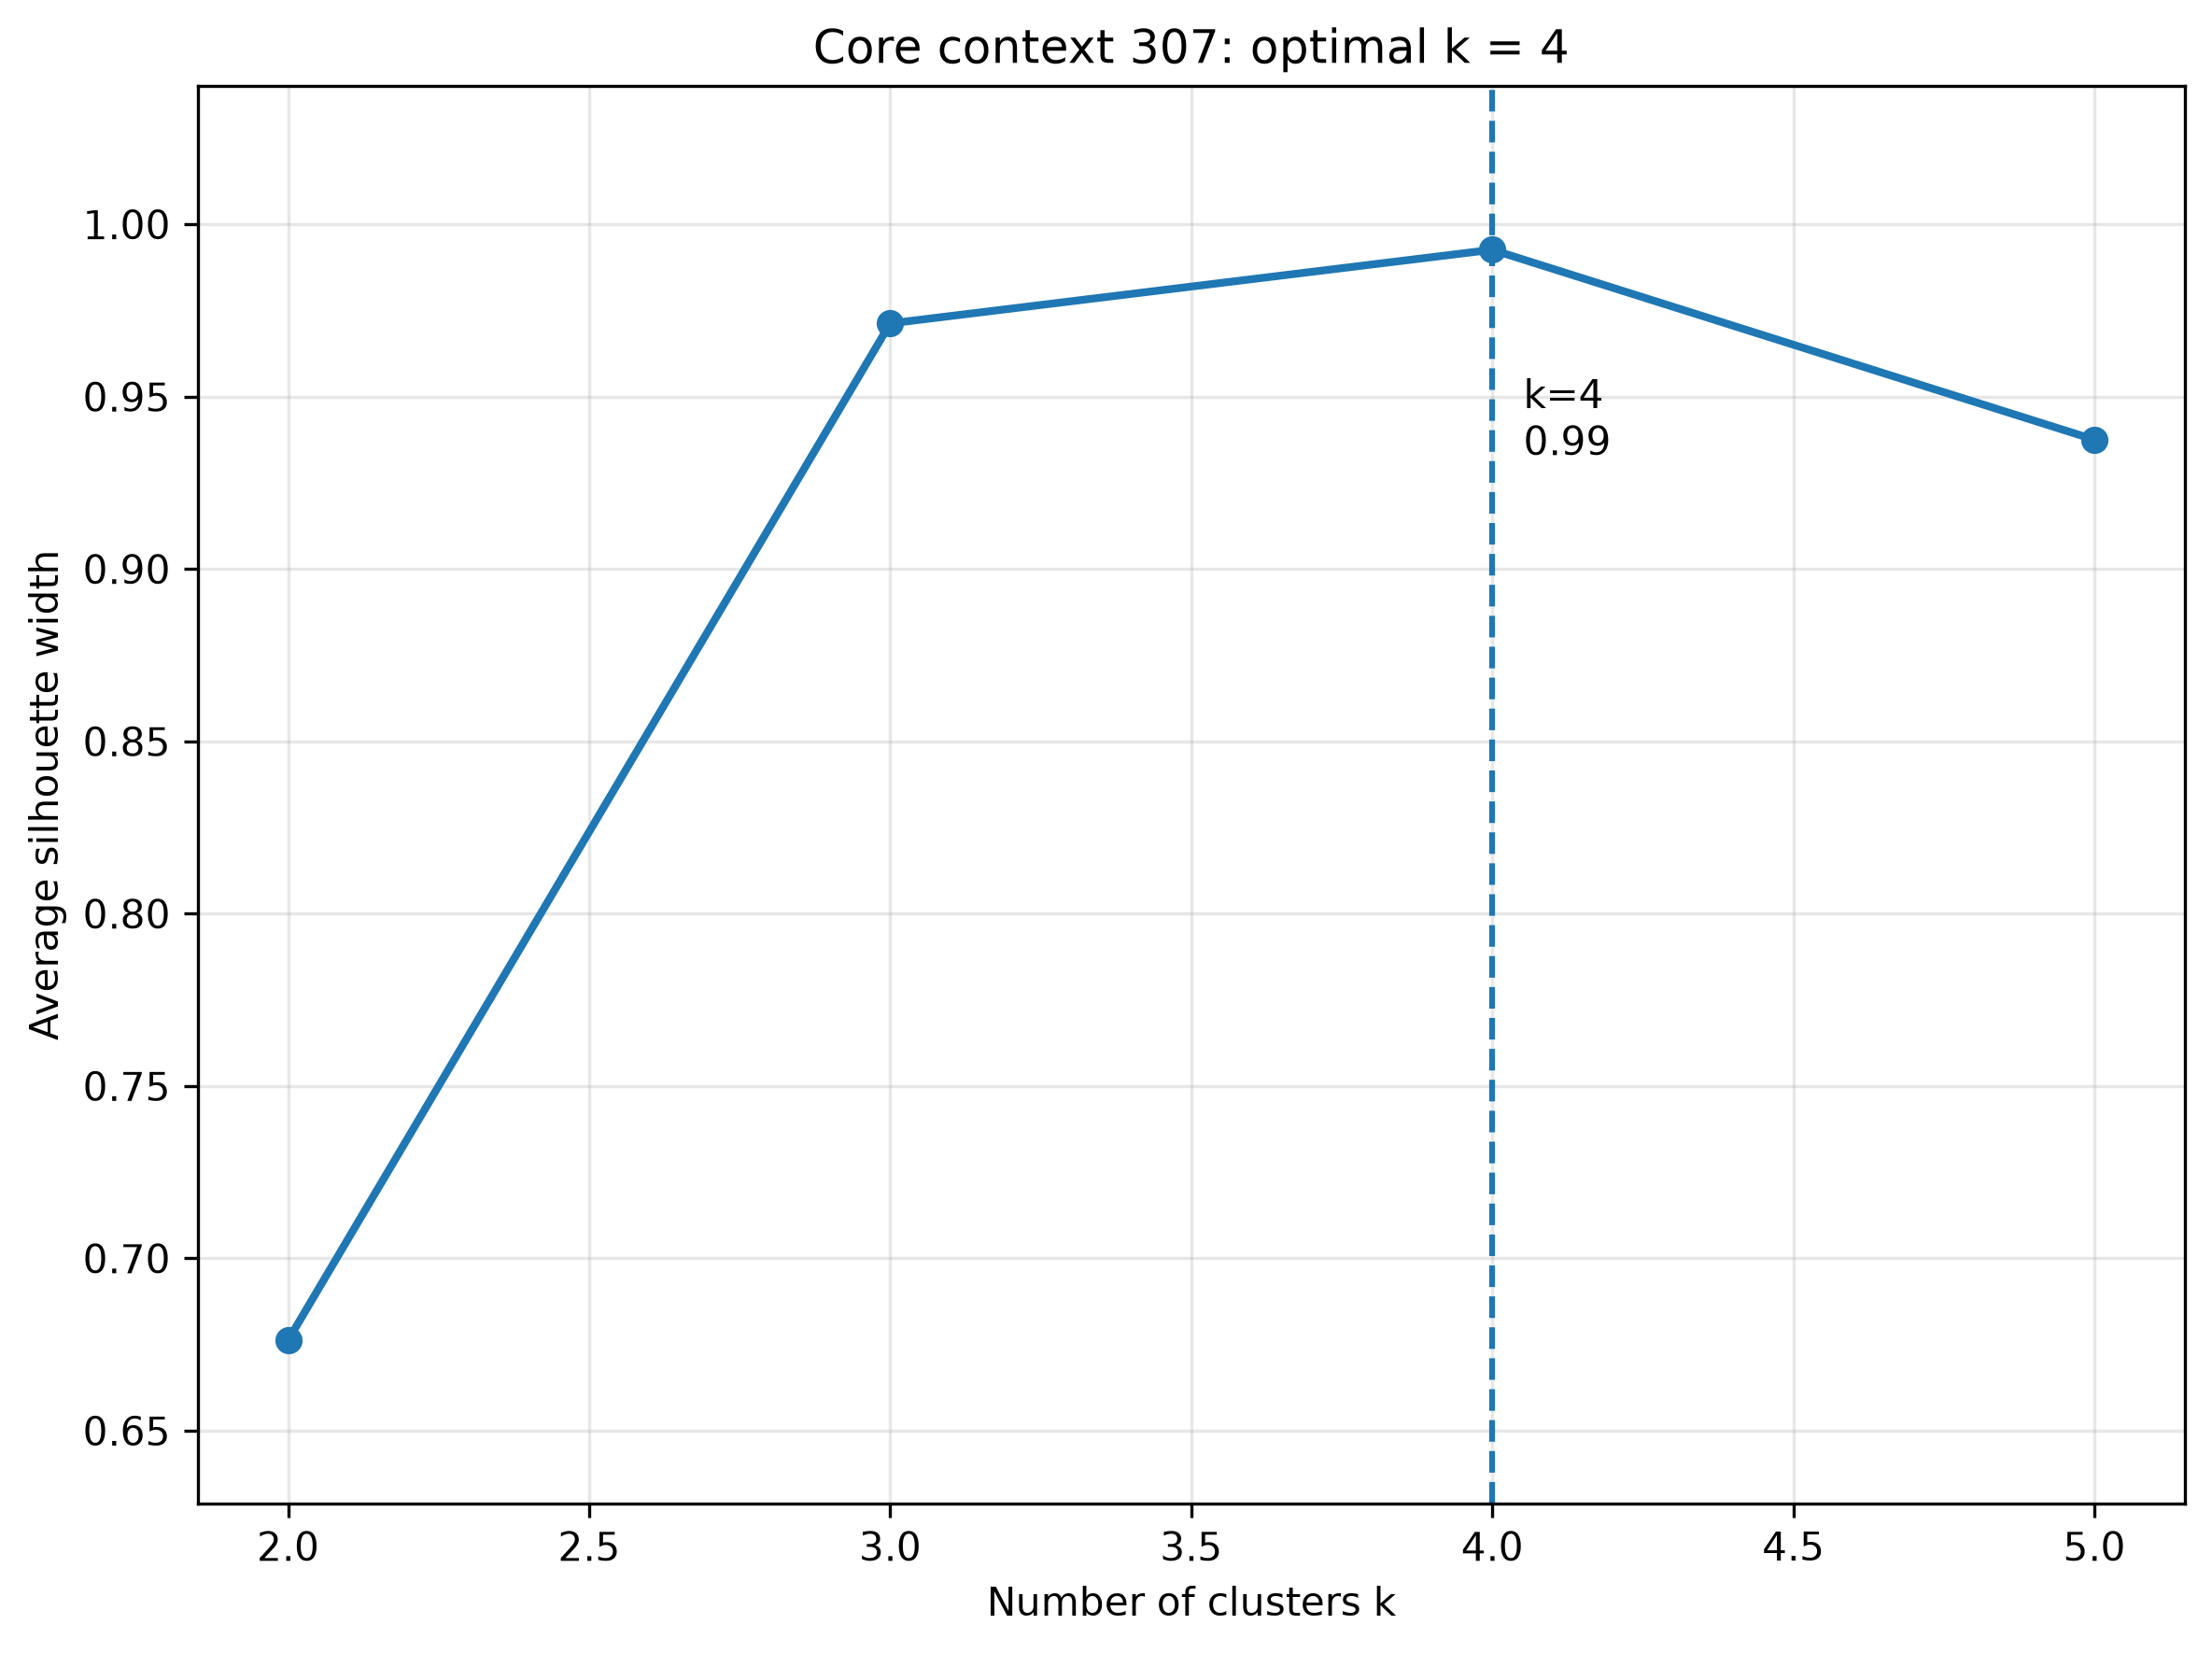 Core context 307: optimal k = 4
1.00
0.95
0.90
0.85
0.80
0.75
0.70
0.65
Average silhouette width
k=4
0.99
2.0 2.5 3.0 3.5 4.0 4.5 5.0
Number of clusters k